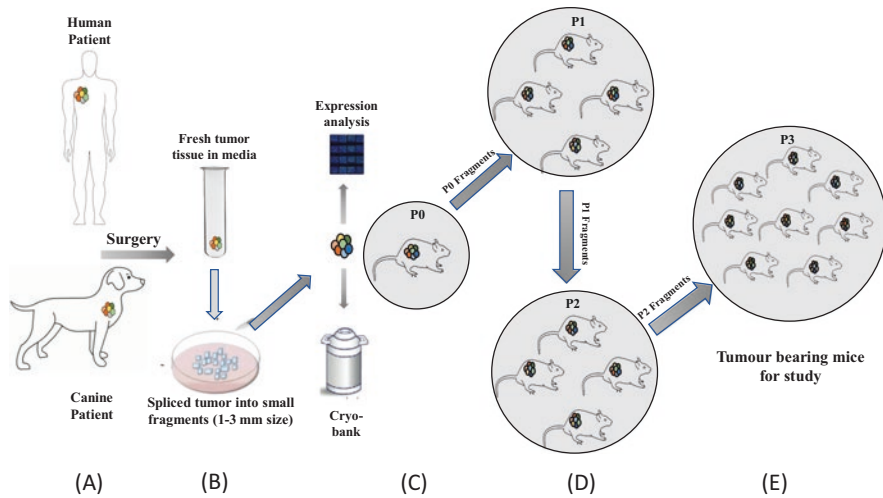 Human
Patient
Surgery
Canine
Patient
Fresh tumor
tissue in media
Spliced tumor into small
fragments (1-3 mm size)
Expression
analysis
Cryo-
bank
P0
P0 Fragments
P1
P1 Fragments
P2
P2 Fragments
P3
Tumour bearing mice
for study
(A)
(B)
(C)
(D)
(E)